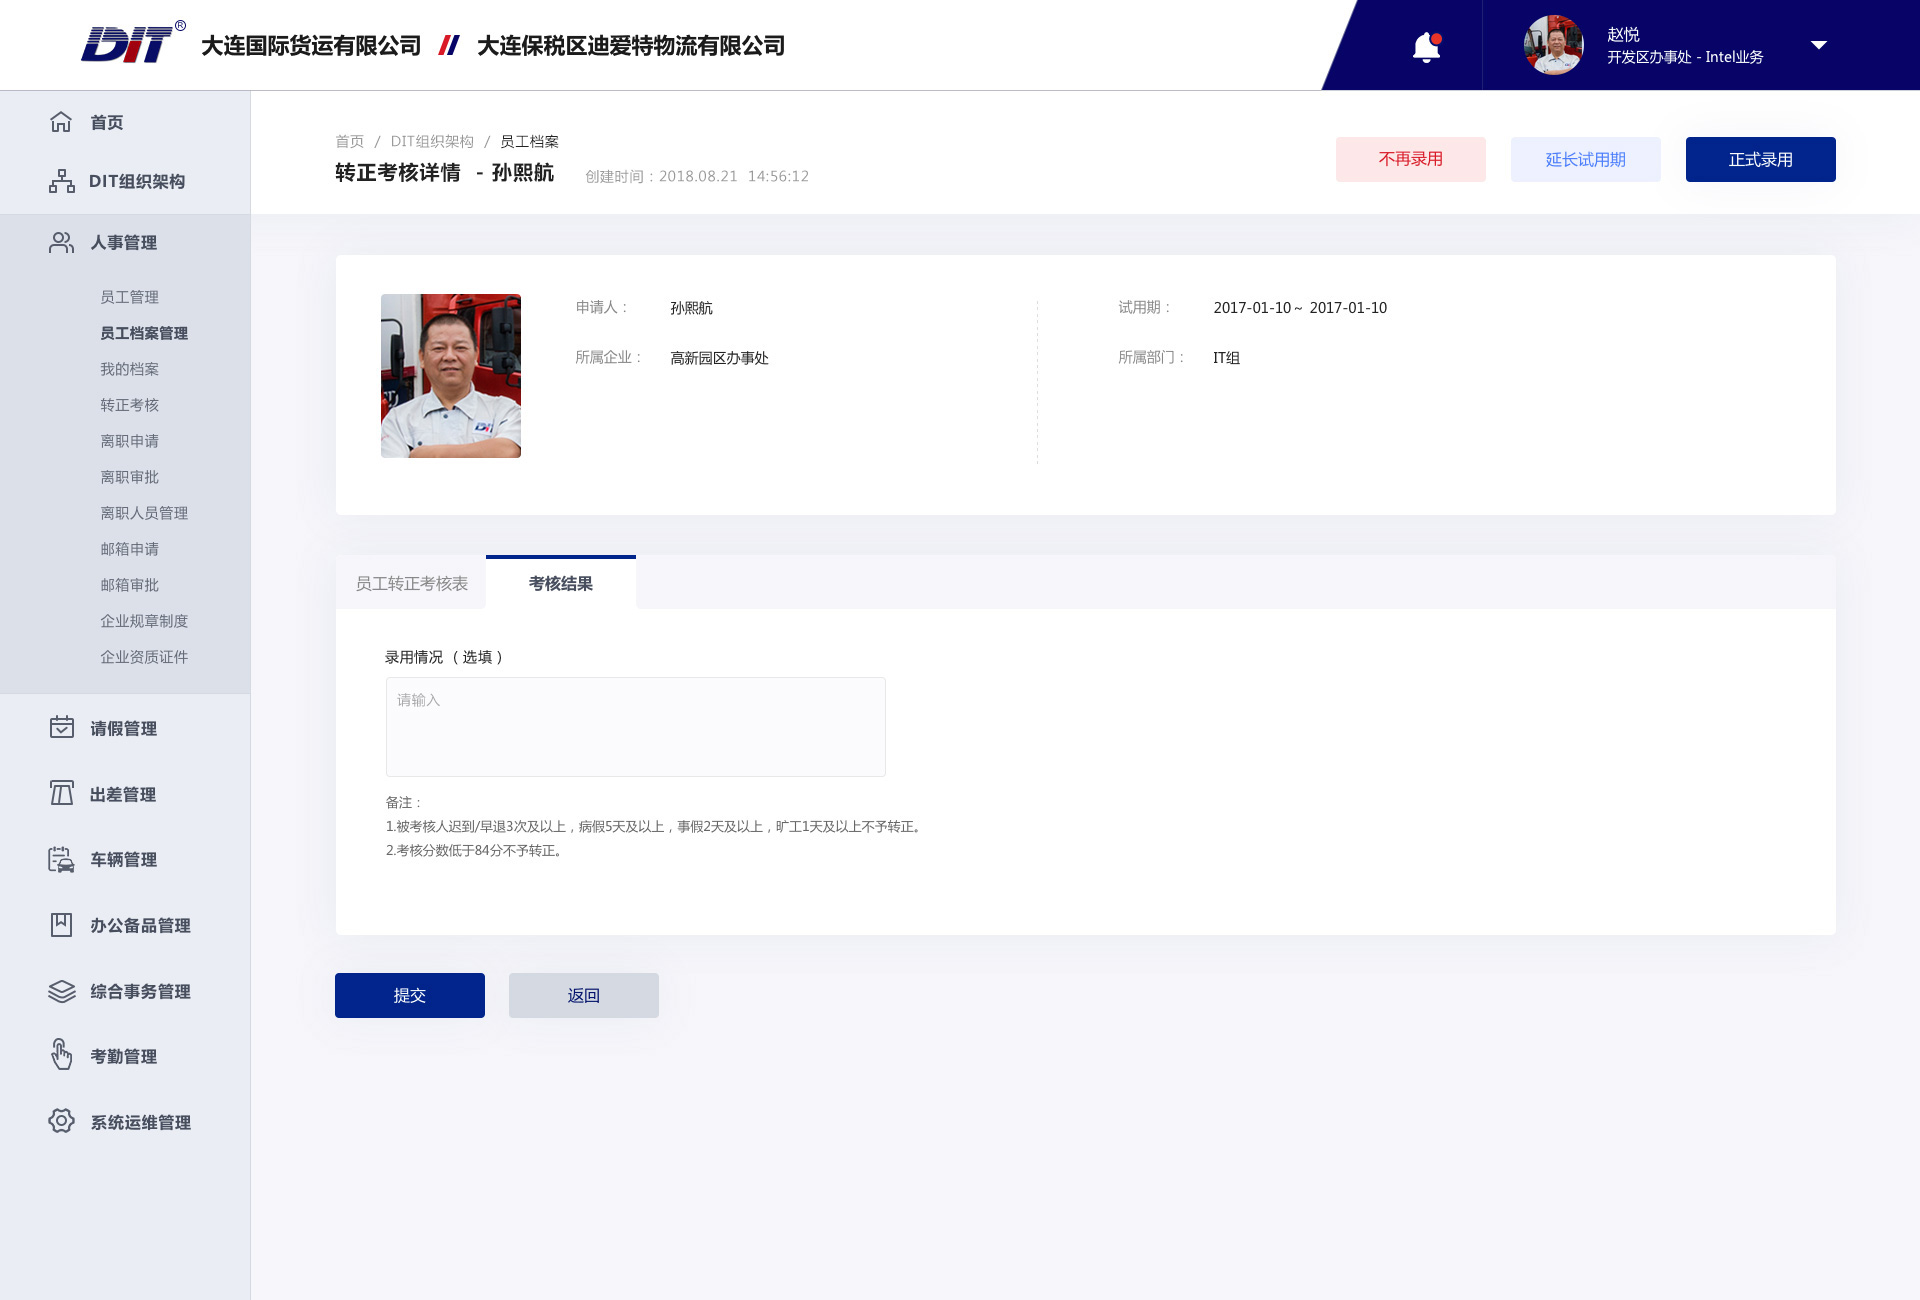 DIT® 大连国际货运有限公司 // 大连保税区迪爱特物流有限公司
赵悦
开发区办事处 - Intel业务
首页
DIT组织架构
人事管理
员工管理
员工档案管理
我的档案
转正考核
离职申请
离职审批
离职人员管理
邮箱申请
邮箱审批
企业规章制度
企业资质证件
请假管理
出差管理
车辆管理
办公备品管理
综合事务管理
考勤管理
系统运维管理
首页 / DIT组织架构 / 员工档案
转正考核详情 - 孙熙航 创建时间：2018.08.21 14:56:12
不再录用 延长试用期 正式录用
申请人： 孙熙航 试用期： 2017-01-10 ~ 2017-01-10
所属企业： 高新园区办事处 所属部门： IT组
DIT
员工转正考核表 考核结果
录用情况 （选填）
请输入
备注：
1.被考核人迟到/早退3次及以上，病假5天及以上，事假2天及以上，旷工1天及以上不予转正。
2.考核分数低于84分不予转正。
提交 返回